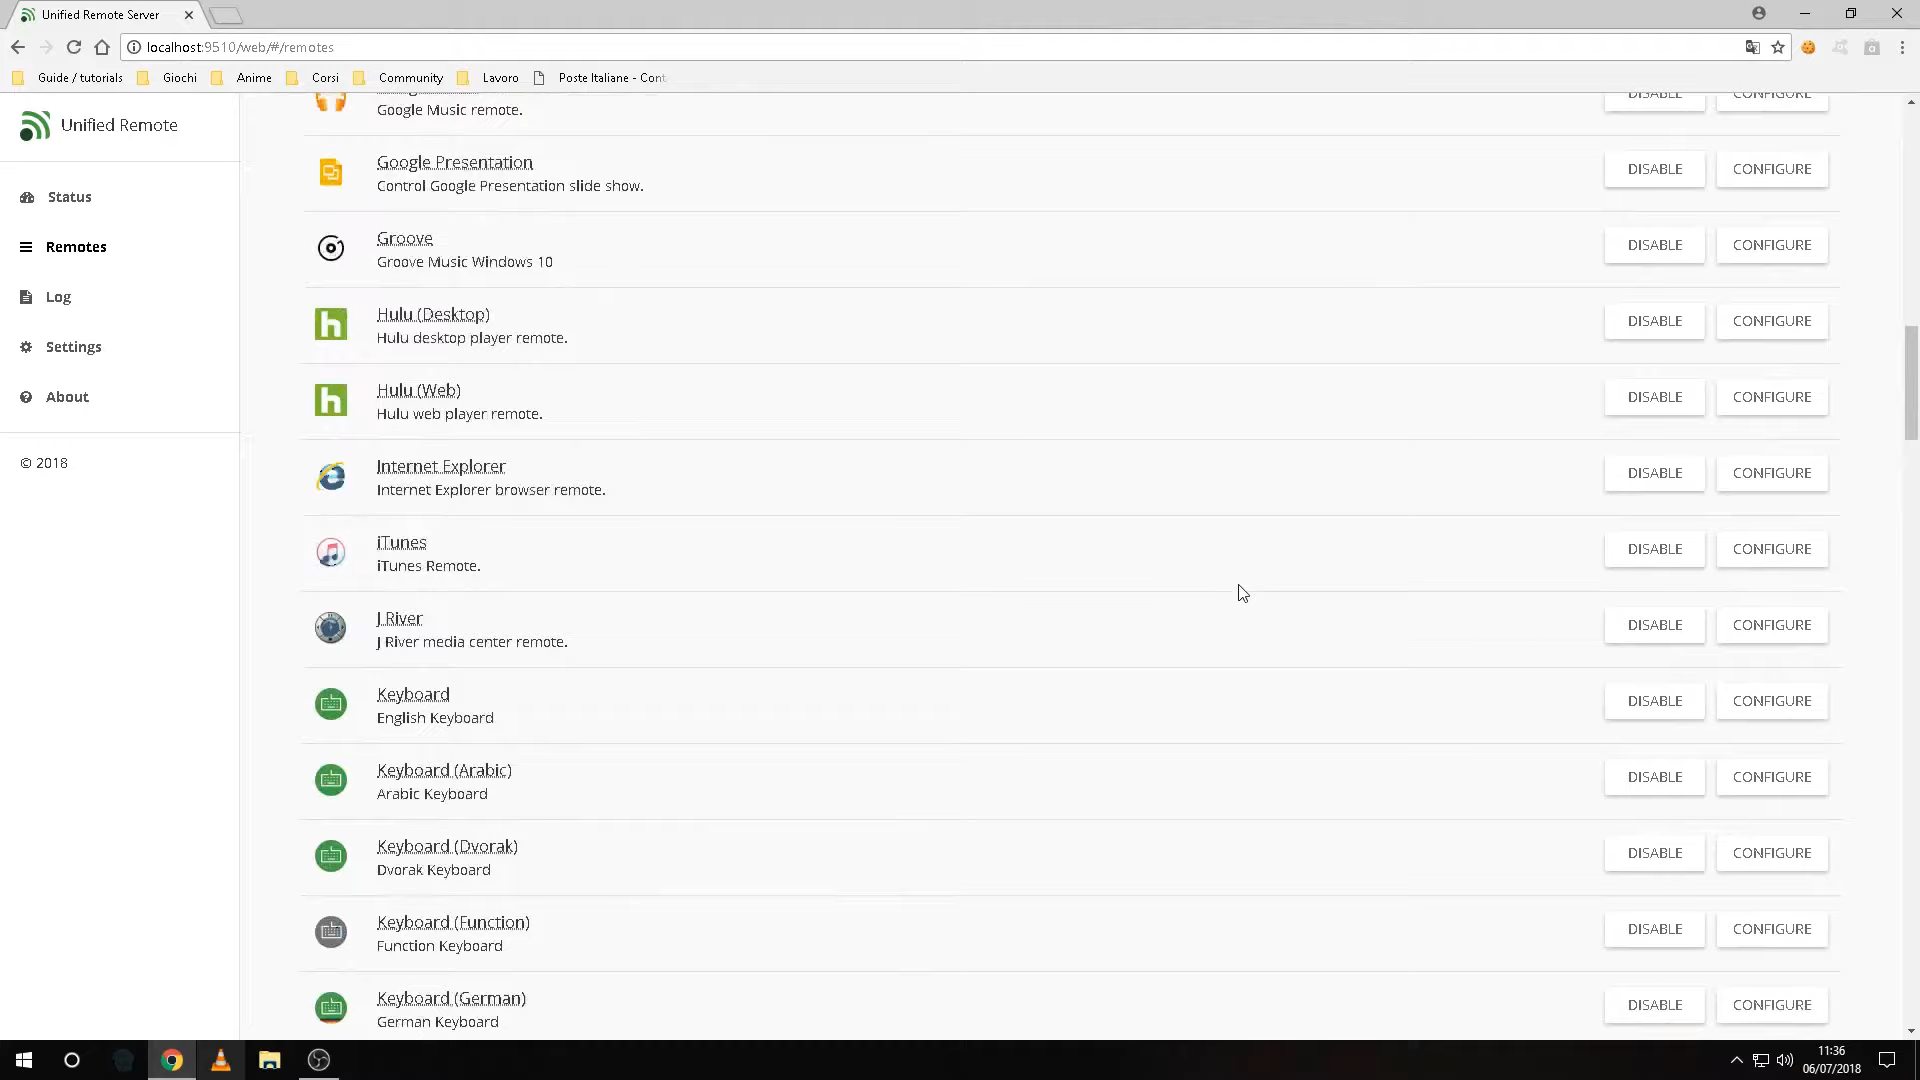 Unified Remote Server
localhost:9510/web/#/remotes
Guide / tutorials
Giochi
Anime
Corsi
Community
Lavoro
Poste Italiane - Cont
Unified Remote
Status
Remotes
Log
Settings
About
© 2018
Google Music remote.
DISABLE
CONFIGURE
Google Presentation
Control Google Presentation slide show.
DISABLE
CONFIGURE
Groove
Groove Music Windows 10
DISABLE
CONFIGURE
Hulu (Desktop)
Hulu desktop player remote.
DISABLE
CONFIGURE
Hulu (Web)
Hulu web player remote.
DISABLE
CONFIGURE
Internet Explorer
Internet Explorer browser remote.
DISABLE
CONFIGURE
iTunes
iTunes Remote.
DISABLE
CONFIGURE
J River
J River media center remote.
DISABLE
CONFIGURE
Keyboard
English Keyboard
DISABLE
CONFIGURE
Keyboard (Arabic)
Arabic Keyboard
DISABLE
CONFIGURE
Keyboard (Dvorak)
Dvorak Keyboard
DISABLE
CONFIGURE
Keyboard (Function)
Function Keyboard
DISABLE
CONFIGURE
Keyboard (German)
German Keyboard
DISABLE
CONFIGURE
11:36
06/07/2018